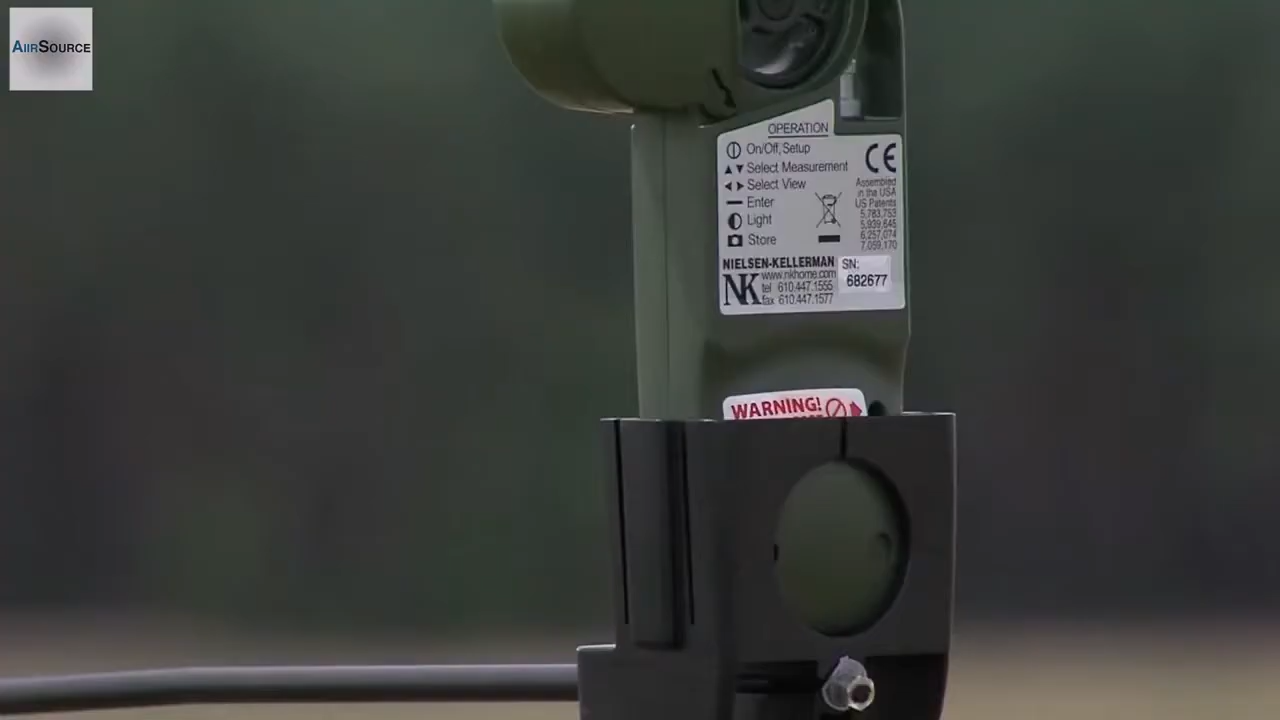 AIIRSOURCE
OPERATION
On/Off, Setup
Select Measurement
Select View
Enter
Light
Store
CE
Assembled
in the USA
US Patents
5,783,753
5,939,645
6,257,074
7,059,170
NIELSEN-KELLERMAN
NK
www.nkhome.com
tel 610.447.1555
fax 610.447.1577
SN:
682677
WARNING!